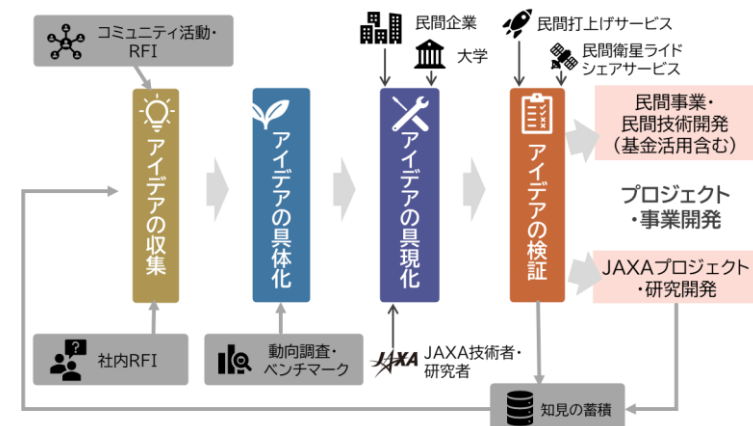 コミュニティ活動・
RFI
民間企業
大学
民間打上げサービス
民間衛星ライド
シェアサービス
アイデアの収集
アイデアの具体化
アイデアの具現化
アイデアの検証
民間事業・
民間技術開発
（基金活用含む）
プロジェクト
・事業開発
JAXAプロジェクト
・研究開発
社内RFI
動向調査・
ベンチマーク
JAXA
JAXA技術者・
研究者
知見の蓄積